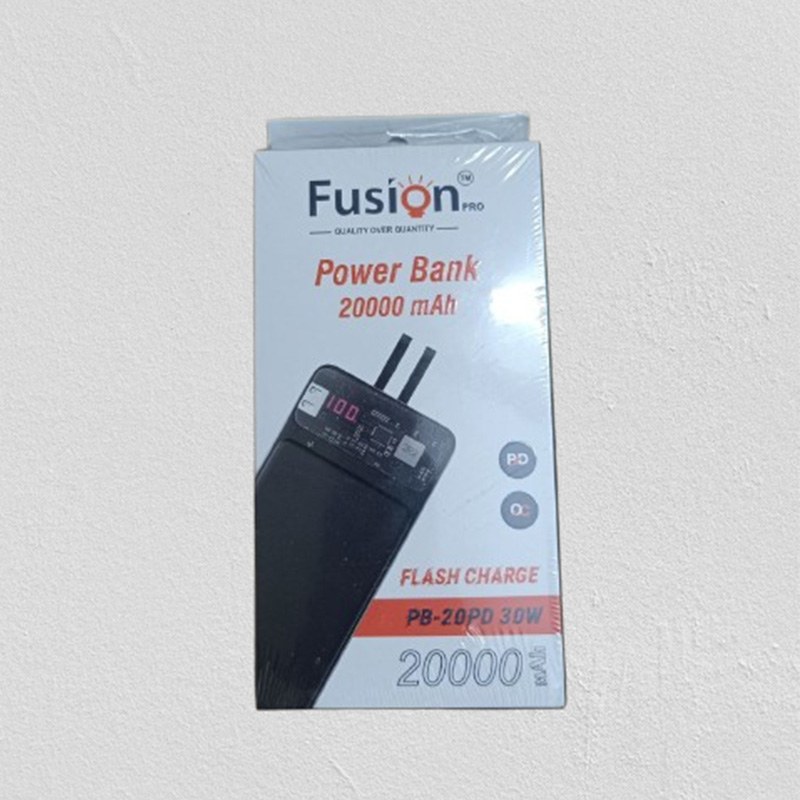 Fusion TM
PRO
QUALITY OVER QUANTITY
Power Bank
20000 mAh
100
PD
QC
FLASH CHARGE
PB-20PD 30W
20000 mAh